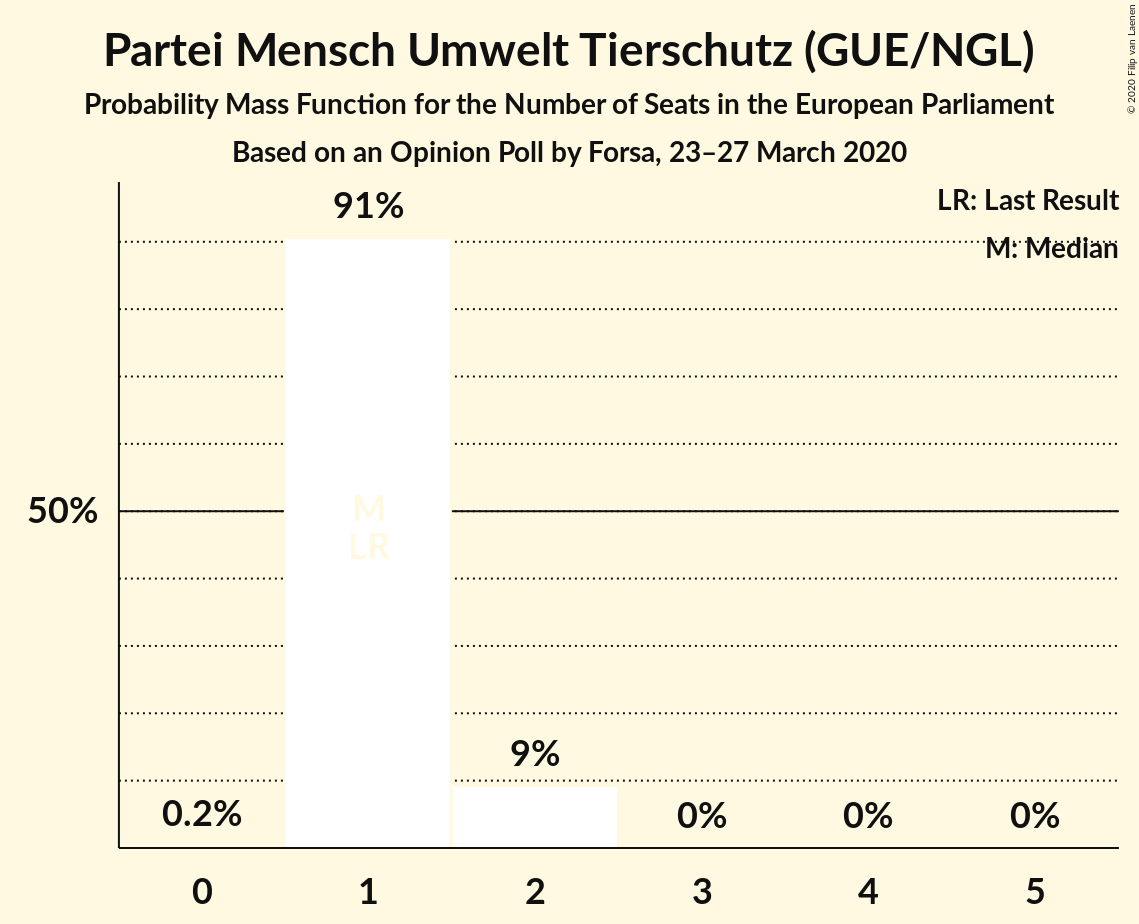 Partei Mensch Umwelt Tierschutz (GUE/NGL)
Probability Mass Function for the Number of Seats in the European Parliament
Based on an Opinion Poll by Forsa, 23–27 March 2020
© 2020 Filip van Laenen
LR: Last Result
M: Median
91%
50%
M
LR
9%
0.2%
0%
0%
0%
0
1
2
3
4
5